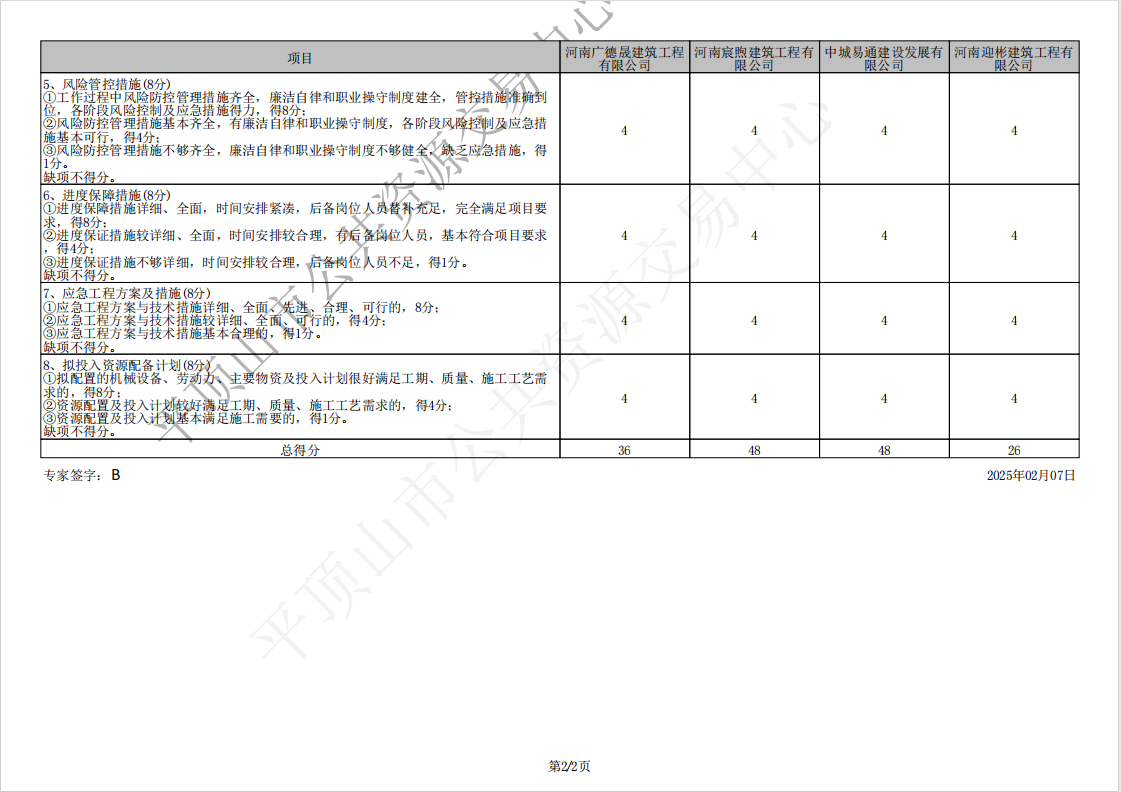 项目
河南广德晟建筑工程
有限公司
河南宸煦建筑工程有
限公司
中城易通建设发展有
限公司
河南迎彬建筑工程有
限公司
5、风险管控措施(8分)
①工作过程中风险防控管理措施齐全，廉洁自律和职业操守制度建全，管控措施准确到
位，各阶段风险控制及应急措施得力，得8分；
②风险防控管理措施基本齐全，有廉洁自律和职业操守制度，各阶段风险控制及应急措
施基本可行，得4分；
③风险防控管理措施不够齐全，廉洁自律和职业操守制度不够健全，缺乏应急措施，得
1分。
缺项不得分。
4 4 4 4
6、进度保障措施(8分)
①进度保障措施详细、全面，时间安排紧凑，后备岗位人员替补充足，完全满足项目要
求，得8分；
②进度保证措施较详细、全面，时间安排较合理，有后备岗位人员，基本符合项目要求
，得4分；
③进度保证措施不够详细，时间安排较合理，后备岗位人员不足，得1分。
缺项不得分。
4 4 4 4
7、应急工程方案及措施(8分)
①应急工程方案与技术措施详细、全面、先进、合理、可行的，8分；
②应急工程方案与技术措施较详细、全面、可行的，得4分；
③应急工程方案与技术措施基本合理的，得1分。
缺项不得分。
4 4 4 4
8、拟投入资源配备计划(8分)
①拟配置的机械设备、劳动力、主要物资及投入计划很好满足工期、质量、施工工艺需
求的，得8分；
②资源配置及投入计划较好满足工期、质量、施工工艺需求的，得4分；
③资源配置及投入计划基本满足施工需要的，得1分。
缺项不得分。
4 4 4 4
总得分 36 48 48 26
专家签字：B
2025年02月07日
平顶山市公共资源交易中心
平顶山市公共资源交易中心
第2/2页